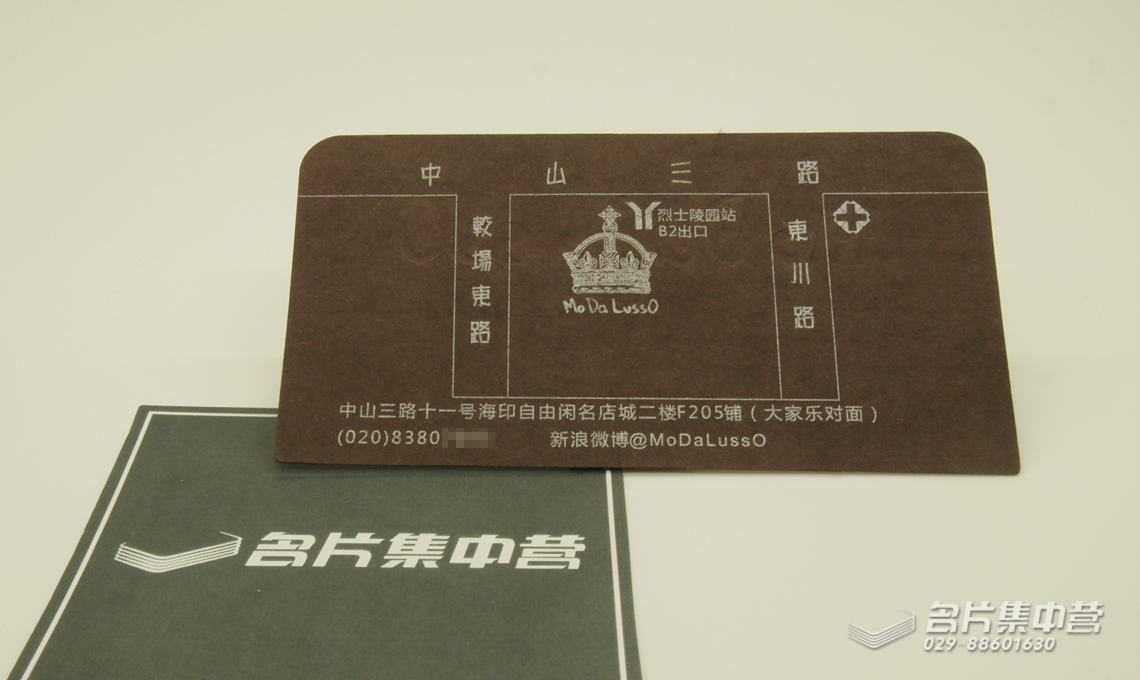 中山三路
較場東路
烈士陵园站
B2出口
MoDa LussO
東川路
中山三路十一号海印自由闲名店城二楼F205铺（大家乐对面）
(020)8380
新浪微博@MoDaLussO
名片集中营
名片集中营
029-88601630